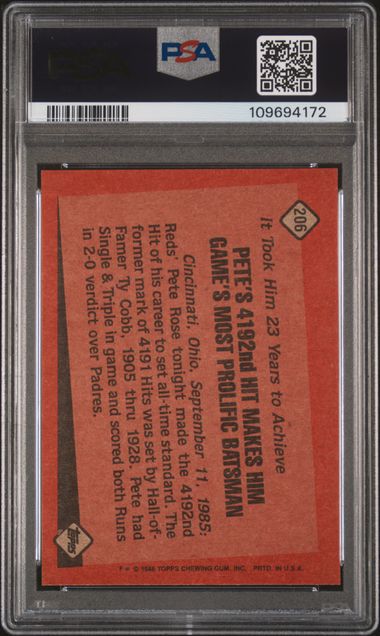 PSA
109694172
206
It Took Him 23 Years to Achieve
PETE'S 4192nd HIT MAKES HIM
GAME'S MOST PROLIFIC BATSMAN
Cincinnati, Ohio, September 11, 1985:
Reds' Pete Rose tonight made the 4192nd
Hit of his career to set all-time standard. The
former mark of 4191 Hits was set by Hall-of-
Famer Ty Cobb, 1905 thru 1928. Pete had
Single & Triple in game and scored both Runs
in 2-0 verdict over Padres.
TOPPS
© 1986 TOPPS CHEWING GUM, INC. PRTD. IN U.S.A.